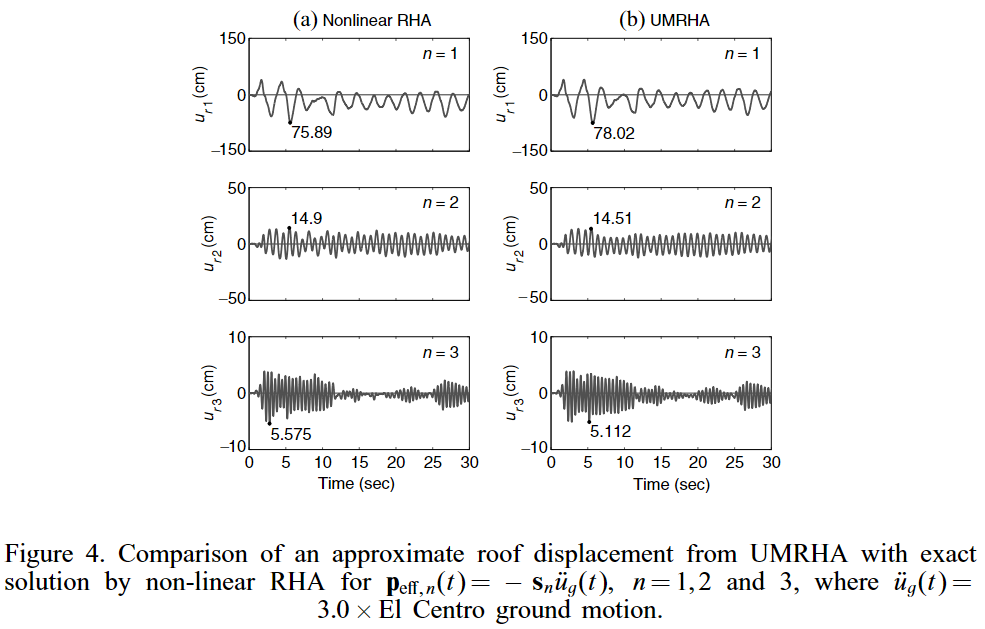 (a) Nonlinear RHA
(b) UMRHA
150
0
−150
u_r1 (cm)
n = 1
75.89
150
0
−150
u_r1 (cm)
n = 1
78.02
50
0
−50
u_r2 (cm)
n = 2
14.9
50
0
−50
u_r2 (cm)
n = 2
14.51
10
0
−10
u_r3 (cm)
n = 3
5.575
0 5 10 15 20 25 30
Time (sec)
10
0
−10
u_r3 (cm)
n = 3
5.112
0 5 10 15 20 25 30
Time (sec)
Figure 4. Comparison of an approximate roof displacement from UMRHA with exact
solution by non-linear RHA for p_eff,n(t) = − s_n ü_g(t), n = 1, 2 and 3, where ü_g(t) =
3.0 × El Centro ground motion.